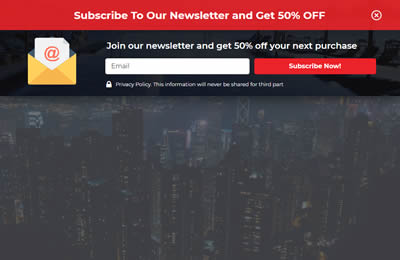 Subscribe To Our Newsletter and Get 50% OFF
@
Join our newsletter and get 50% off your next purchase
Email
Subscribe Now!
Privacy Policy. This information will never be shared for third part